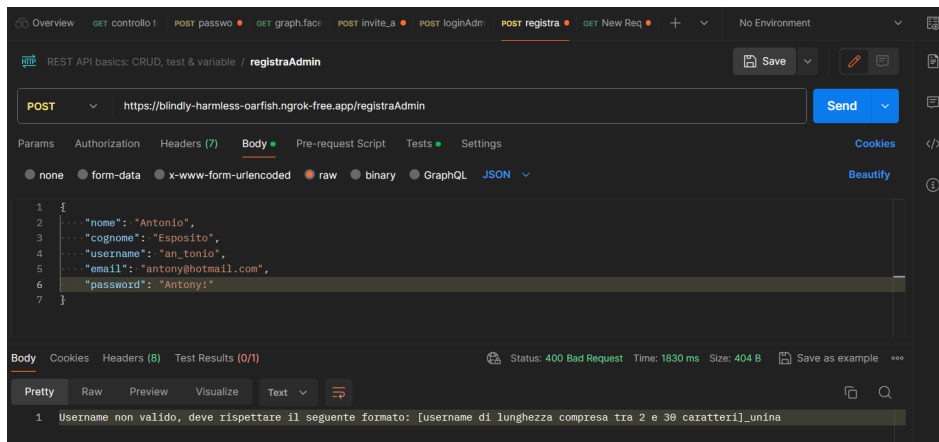 Overview GET controllo t POST passwo GET graph.face POST invite_a POST loginAdm POST registra. GET New Req No Environment
HTTP REST API basics: CRUD, test & variable / registraAdmin Save
POST https://blindly-harmless-oarfish.ngrok-free.app/registraAdmin Send
Params Authorization Headers (7) Body Pre-request Script Tests Settings Cookies
none form-data x-www-form-urlencoded raw binary GraphQL JSON Beautify
1 {
2 "nome": "Antonio",
3 "cognome": "Esposito",
4 "username": "an_tonio",
5 "email": "antony@hotmail.com",
6 "password": "Antony!"
7 }
Body Cookies Headers (8) Test Results (0/1) Status: 400 Bad Request Time: 1830 ms Size: 404 B Save as example
Pretty Raw Preview Visualize Text
1 Username non valido, deve rispettare il seguente formato: [username di lunghezza compresa tra 2 e 30 caratteri]_unina